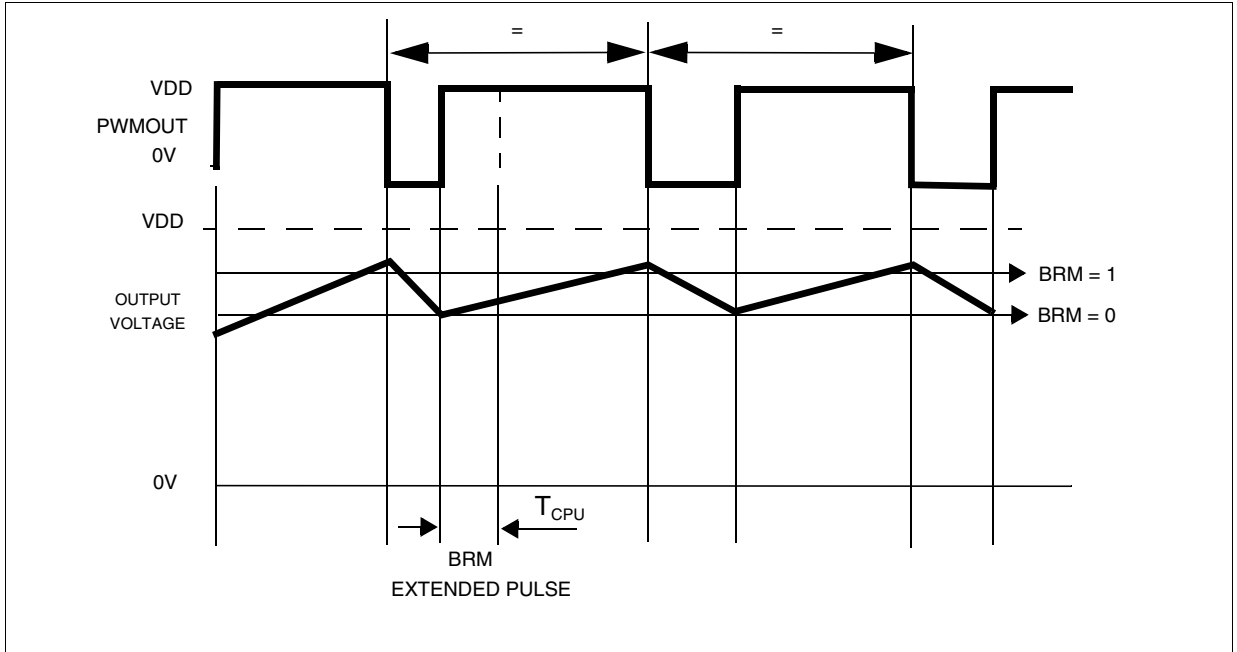 = =
VDD
PWMOUT
0V
VDD
BRM = 1
OUTPUT
VOLTAGE
BRM = 0
0V
TCPU
BRM
EXTENDED PULSE